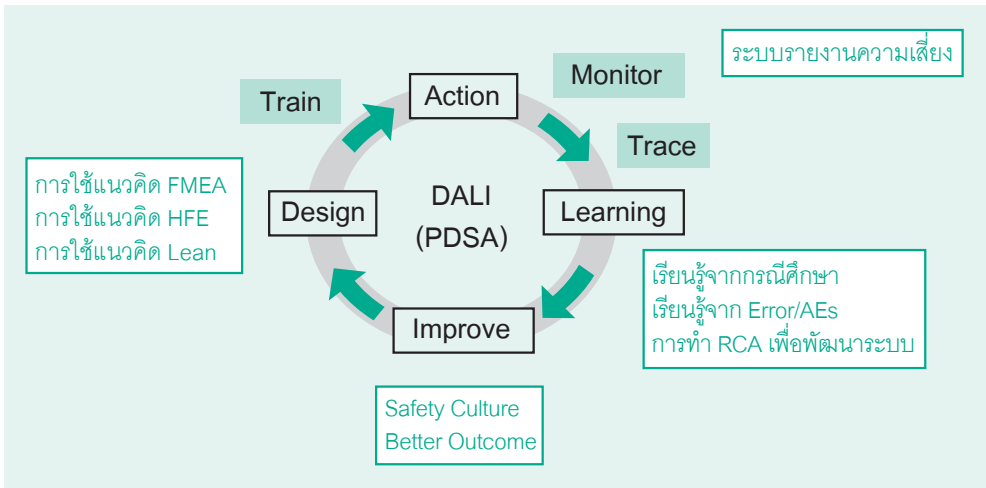 ระบบรายงานความเสี่ยง
Monitor
Train
Action
Trace
การใช้แนวคิด FMEA
การใช้แนวคิด HFE
การใช้แนวคิด Lean
Design
DALI
(PDSA)
Learning
เรียนรู้จากกรณีศึกษา
เรียนรู้จาก Error/AEs
การทำ RCA เพื่อพัฒนาระบบ
Improve
Safety Culture
Better Outcome